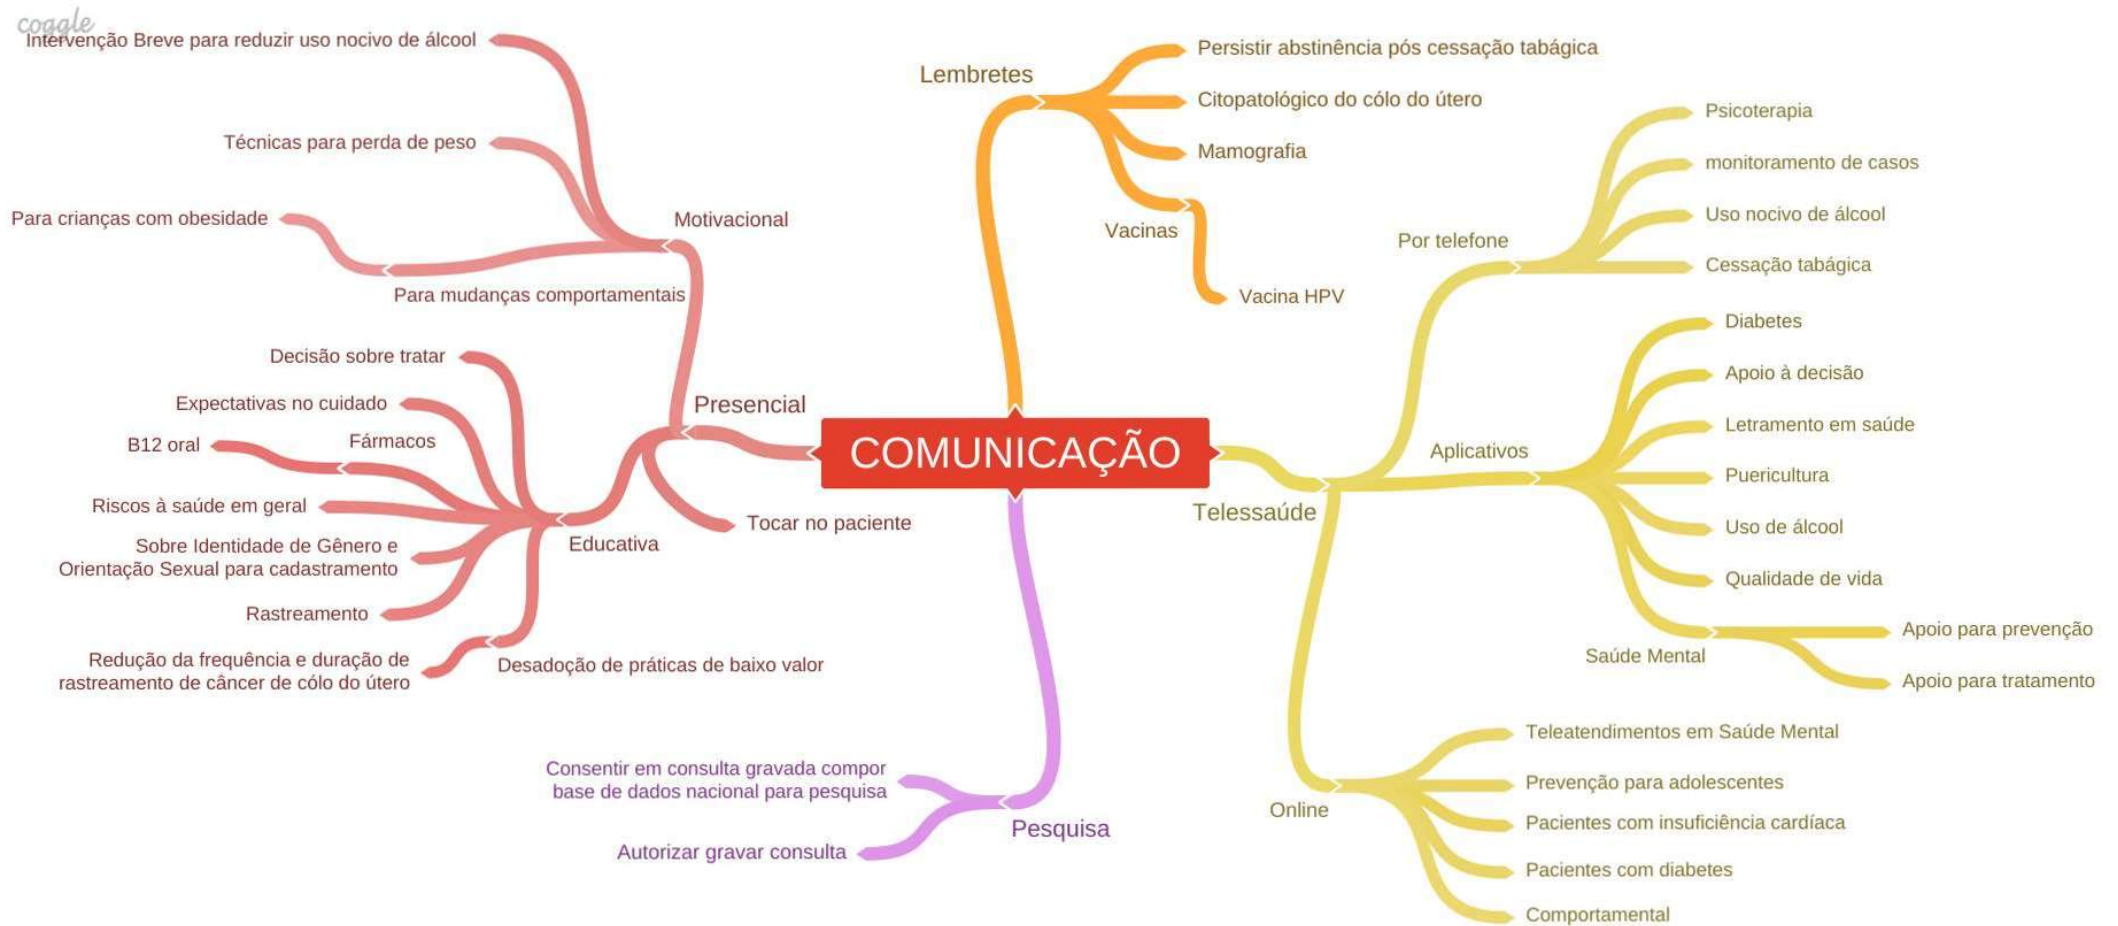 coggle
Intervenção Breve para reduzir uso nocivo de álcool
Técnicas para perda de peso
Para crianças com obesidade
Motivacional
Para mudanças comportamentais
Decisão sobre tratar
Expectativas no cuidado
Fármacos
B12 oral
Riscos à saúde em geral
Sobre Identidade de Gênero e
Orientação Sexual para cadastramento
Rastreamento
Redução da frequência e duração de
rastreamento de câncer de cólo do útero
Desadoção de práticas de baixo valor
Educativa
Presencial
Tocar no paciente
COMUNICAÇÃO
Lembretes
Persistir abstinência pós cessação tabágica
Citopatológico do cólo do útero
Mamografia
Vacinas
Vacina HPV
Telessaúde
Por telefone
Psicoterapia
monitoramento de casos
Uso nocivo de álcool
Cessação tabágica
Aplicativos
Diabetes
Apoio à decisão
Letramento em saúde
Puericultura
Uso de álcool
Qualidade de vida
Saúde Mental
Apoio para prevenção
Apoio para tratamento
Online
Teleatendimentos em Saúde Mental
Prevenção para adolescentes
Pacientes com insuficiência cardíaca
Pacientes com diabetes
Comportamental
Pesquisa
Consentir em consulta gravada compor
base de dados nacional para pesquisa
Autorizar gravar consulta